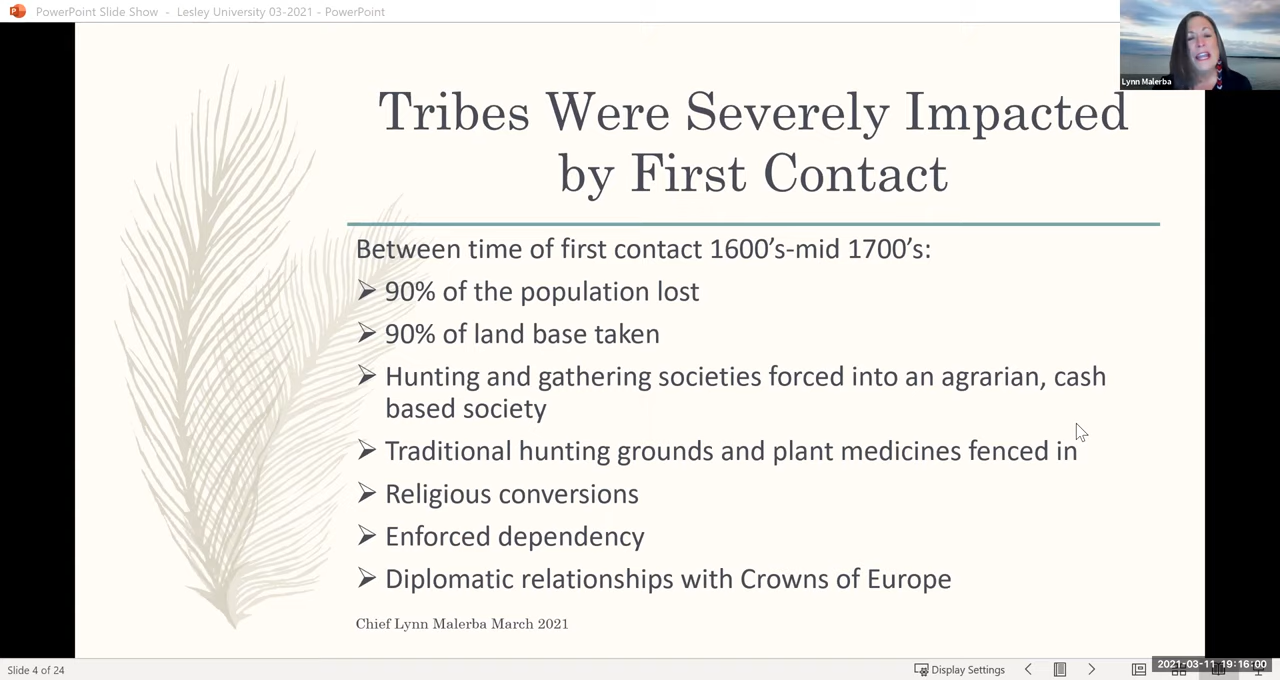 PowerPoint Slide Show - Lesley University 03-2021 - PowerPoint
Lynn Malerba
Tribes Were Severely Impacted
by First Contact
Between time of first contact 1600’s-mid 1700’s:
➢ 90% of the population lost
➢ 90% of land base taken
➢ Hunting and gathering societies forced into an agrarian, cash
based society
➢ Traditional hunting grounds and plant medicines fenced in
➢ Religious conversions
➢ Enforced dependency
➢ Diplomatic relationships with Crowns of Europe
Chief Lynn Malerba March 2021
Slide 4 of 24
Display Settings
2021-03-11 19:16:00